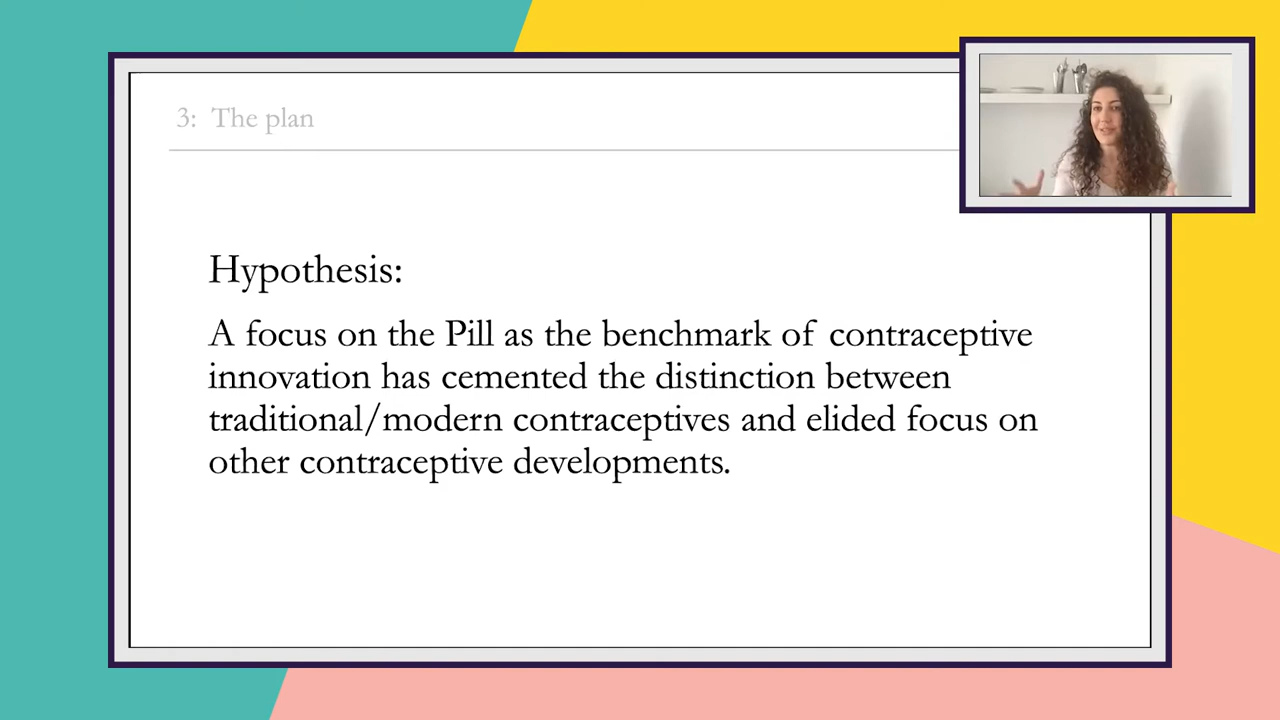 3: The plan
Hypothesis:
A focus on the Pill as the benchmark of contraceptive
innovation has cemented the distinction between
traditional/modern contraceptives and elided focus on
other contraceptive developments.